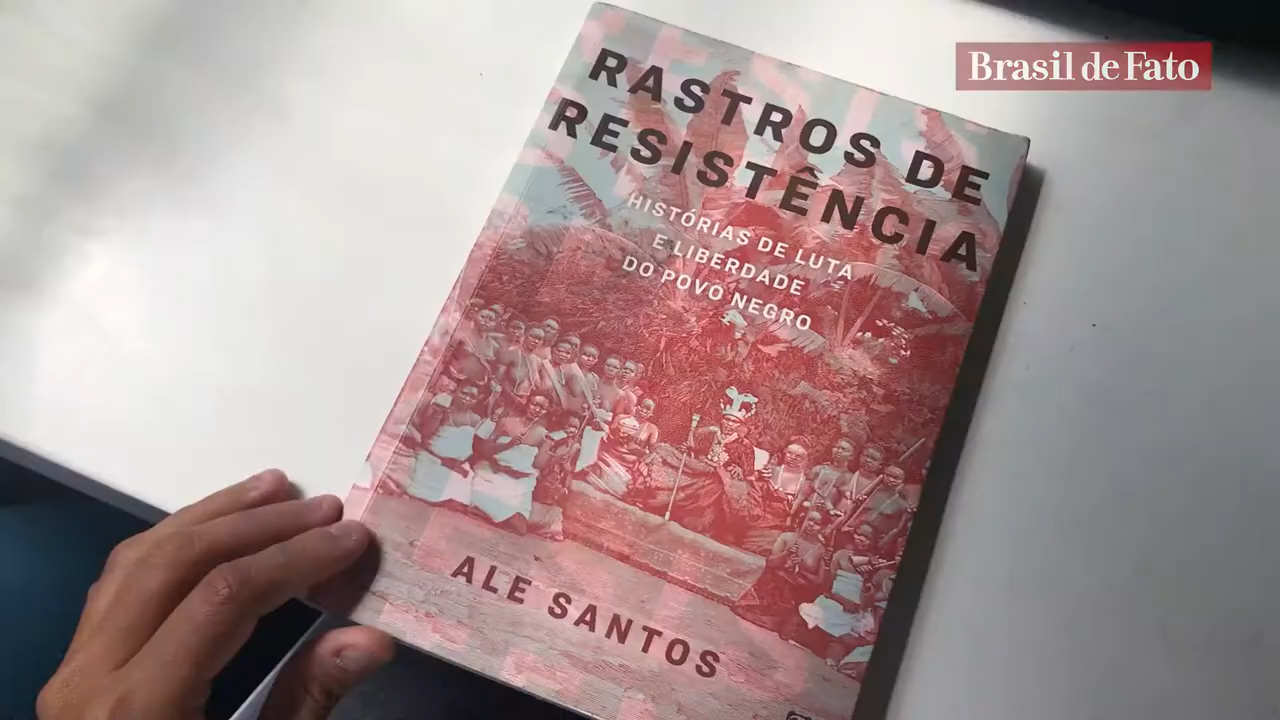 Brasil de Fato
RASTROS DE
RESISTÊNCIA
HISTÓRIAS DE LUTA
E LIBERDADE
DO POVO NEGRO
ALE SANTOS